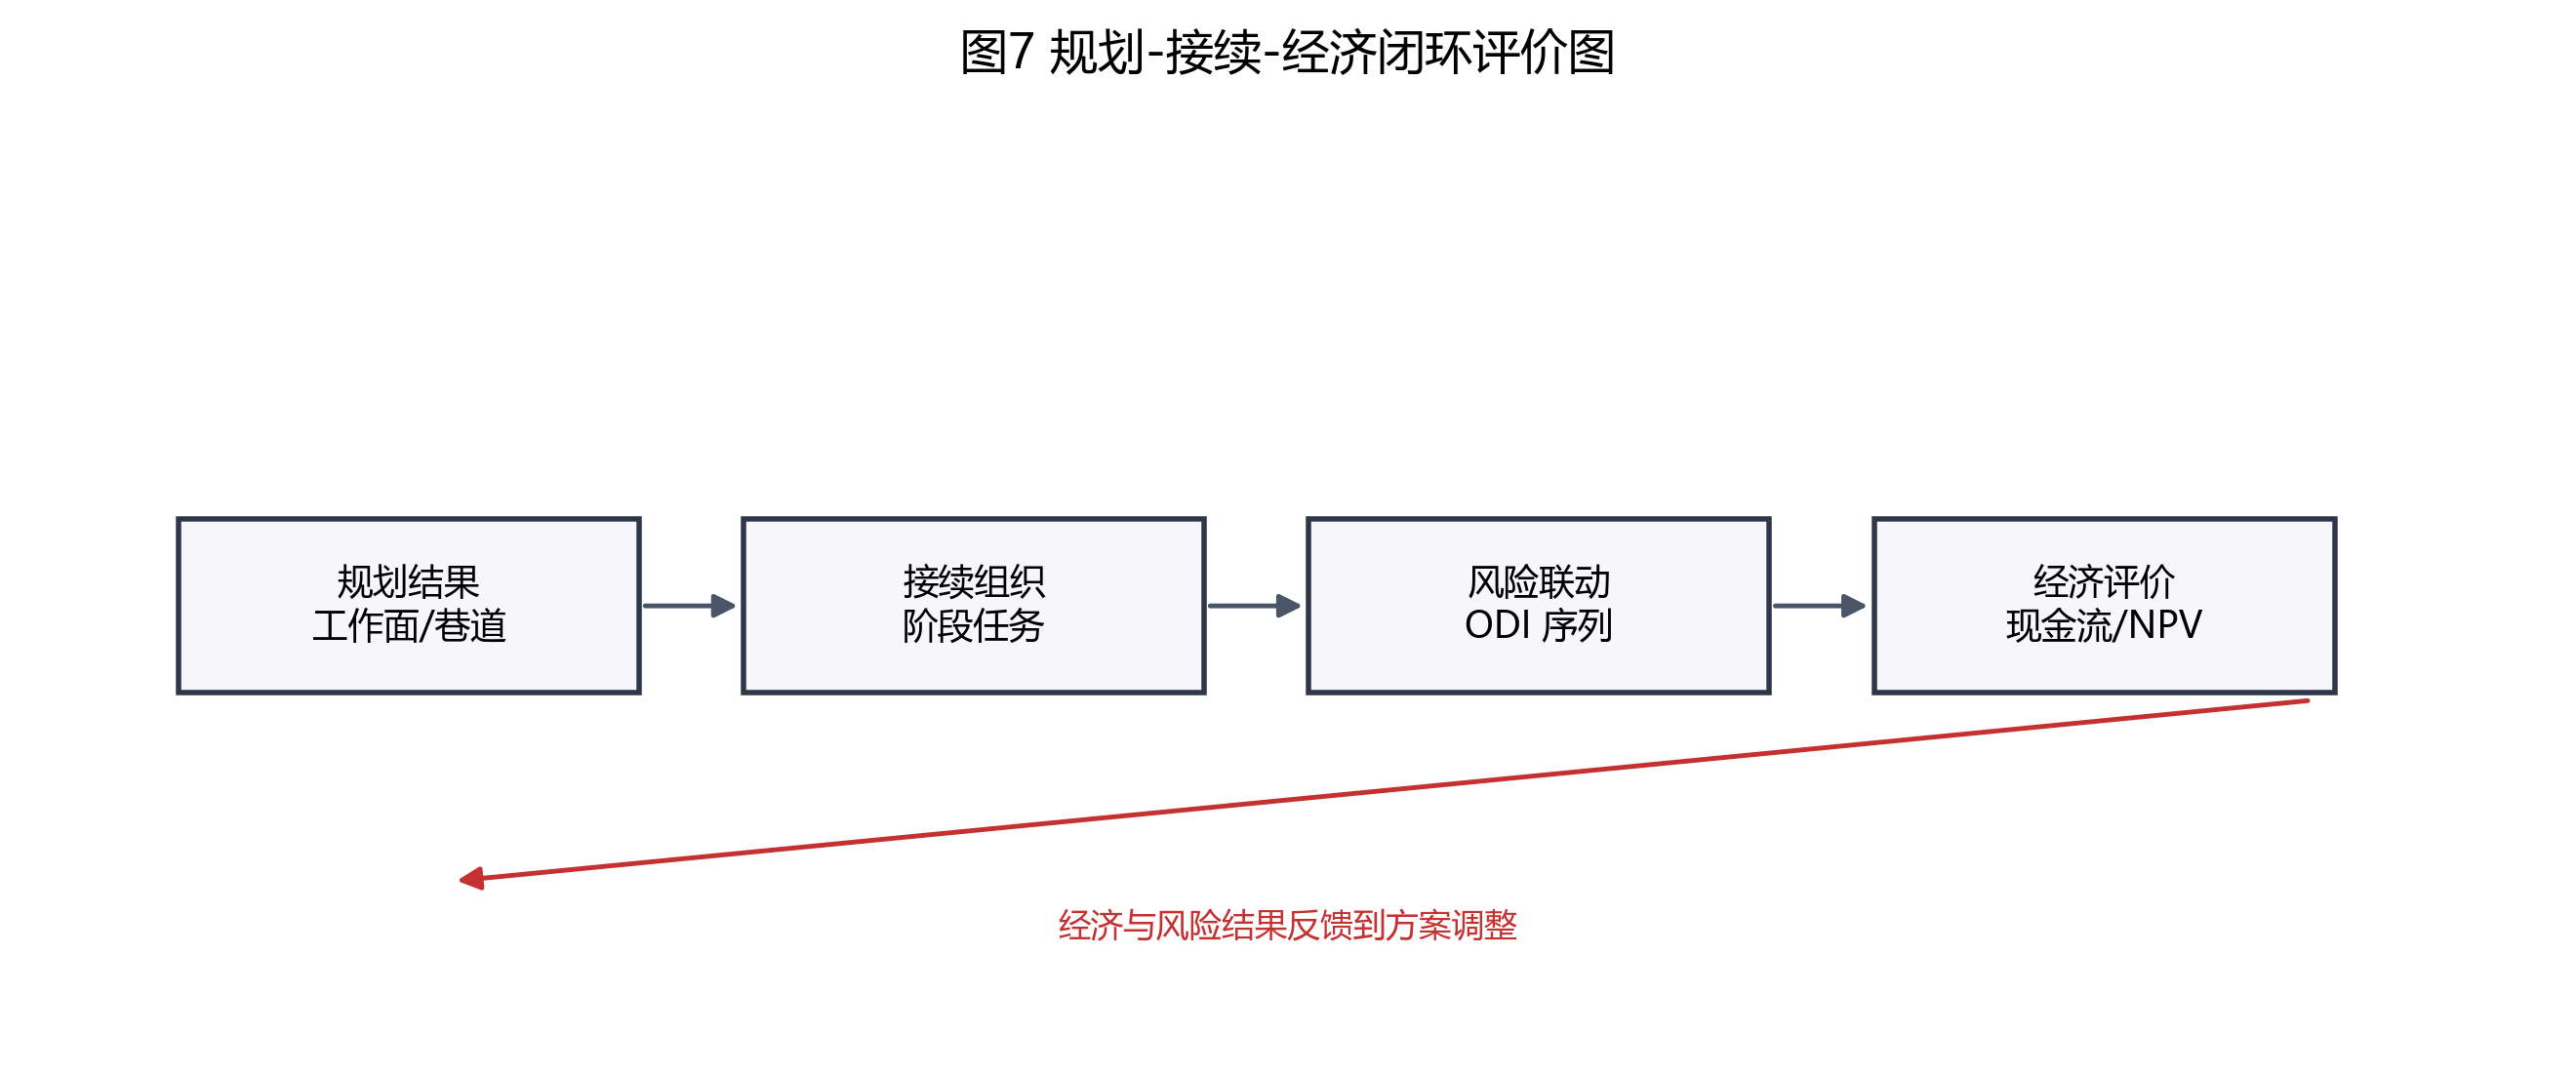 图7 规划-接续-经济闭环评价图
规划结果
工作面/巷道
接续组织
阶段任务
风险联动
ODI 序列
经济评价
现金流/NPV
经济与风险结果反馈到方案调整